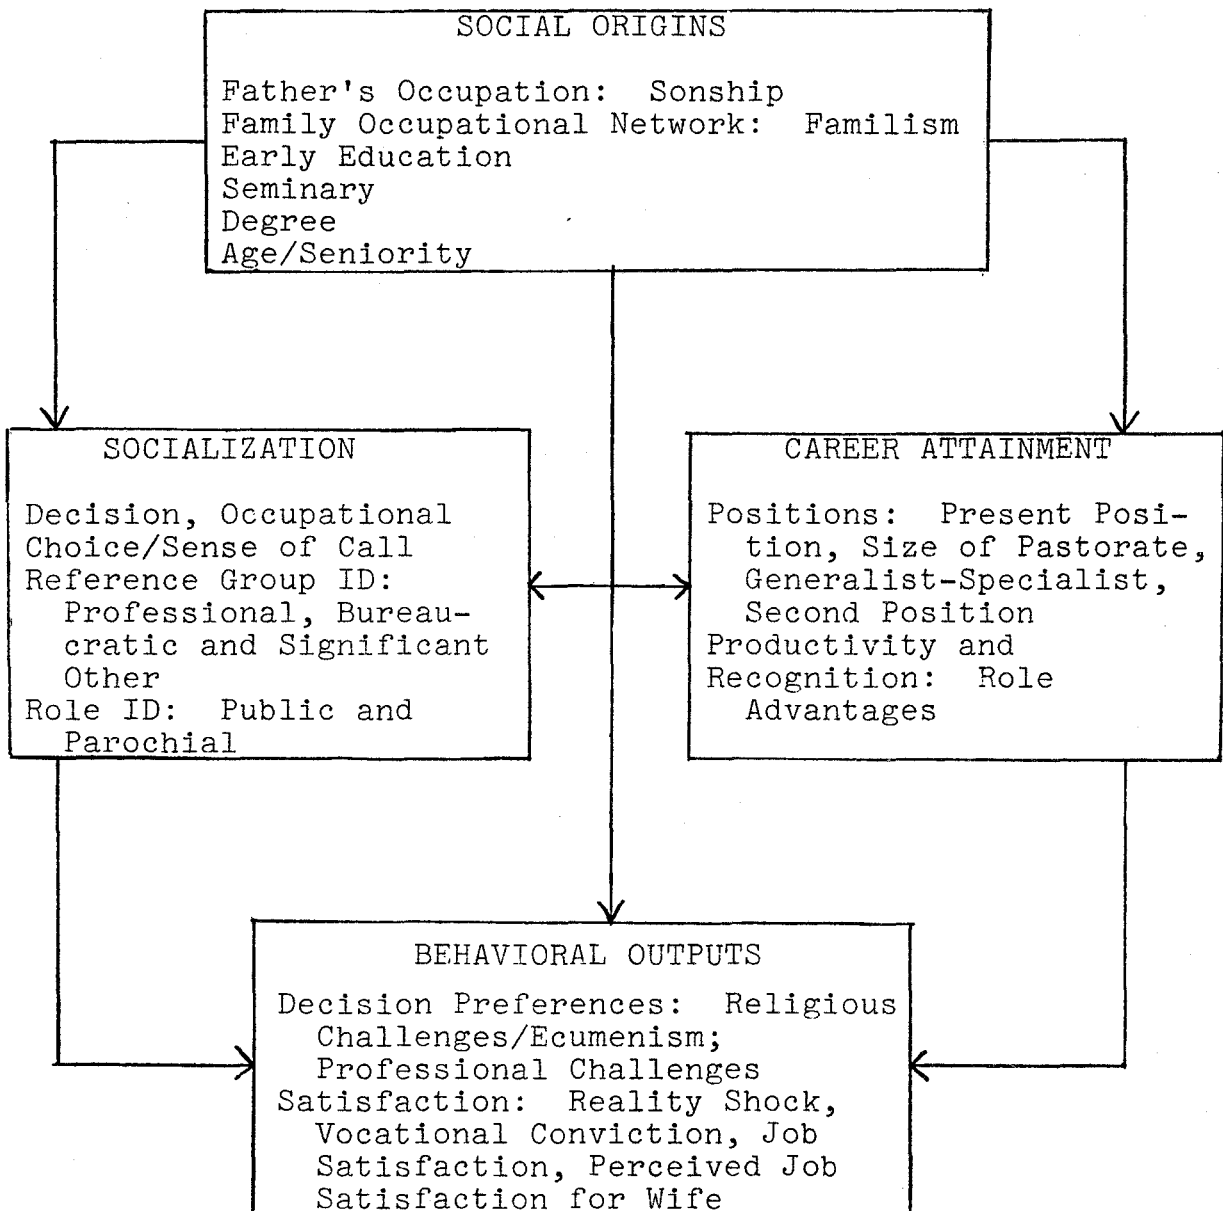 SOCIAL ORIGINS
Father's Occupation: Sonship
Family Occupational Network: Familism
Early Education
Seminary
Degree
Age/Seniority
SOCIALIZATION
Decision, Occupational
Choice/Sense of Call
Reference Group ID:
Professional, Bureau-
cratic and Significant
Other
Role ID: Public and
Parochial
CAREER ATTAINMENT
Positions: Present Posi-
tion, Size of Pastorate,
Generalist-Specialist,
Second Position
Productivity and
Recognition: Role
Advantages
BEHAVIORAL OUTPUTS
Decision Preferences: Religious
Challenges/Ecumenism;
Professional Challenges
Satisfaction: Reality Shock,
Vocational Conviction, Job
Satisfaction, Perceived Job
Satisfaction for Wife